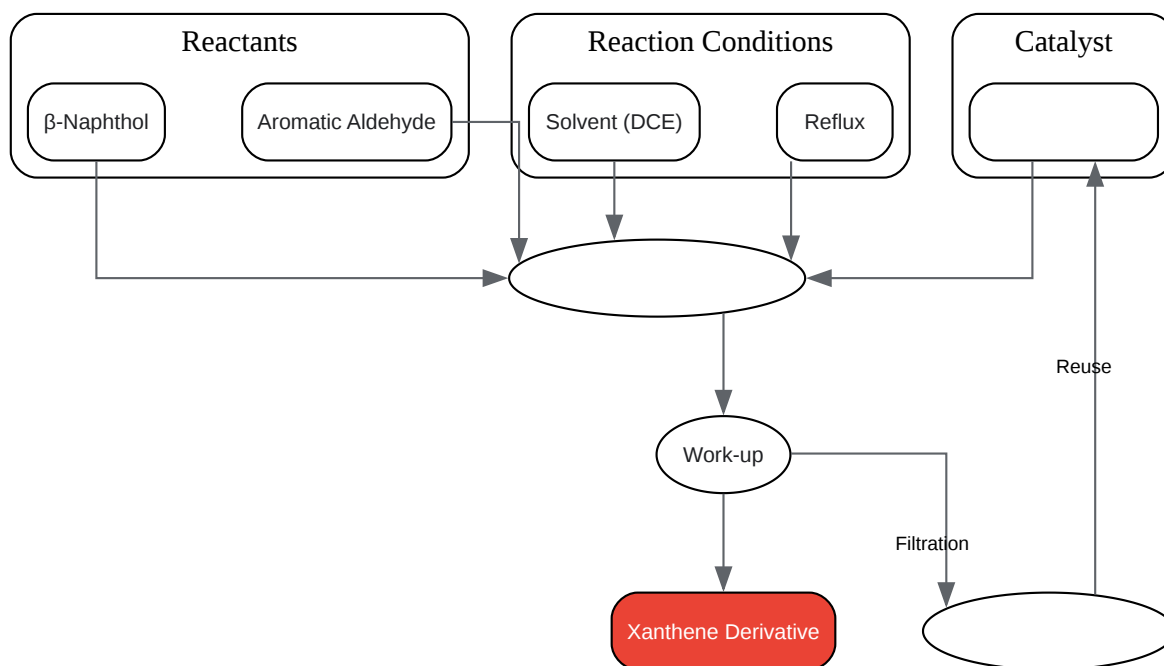 Reactants
Reaction Conditions
Catalyst
β-Naphthol
Aromatic Aldehyde
Solvent (DCE)
Reflux
Reuse
Work-up
Filtration
Xanthene Derivative